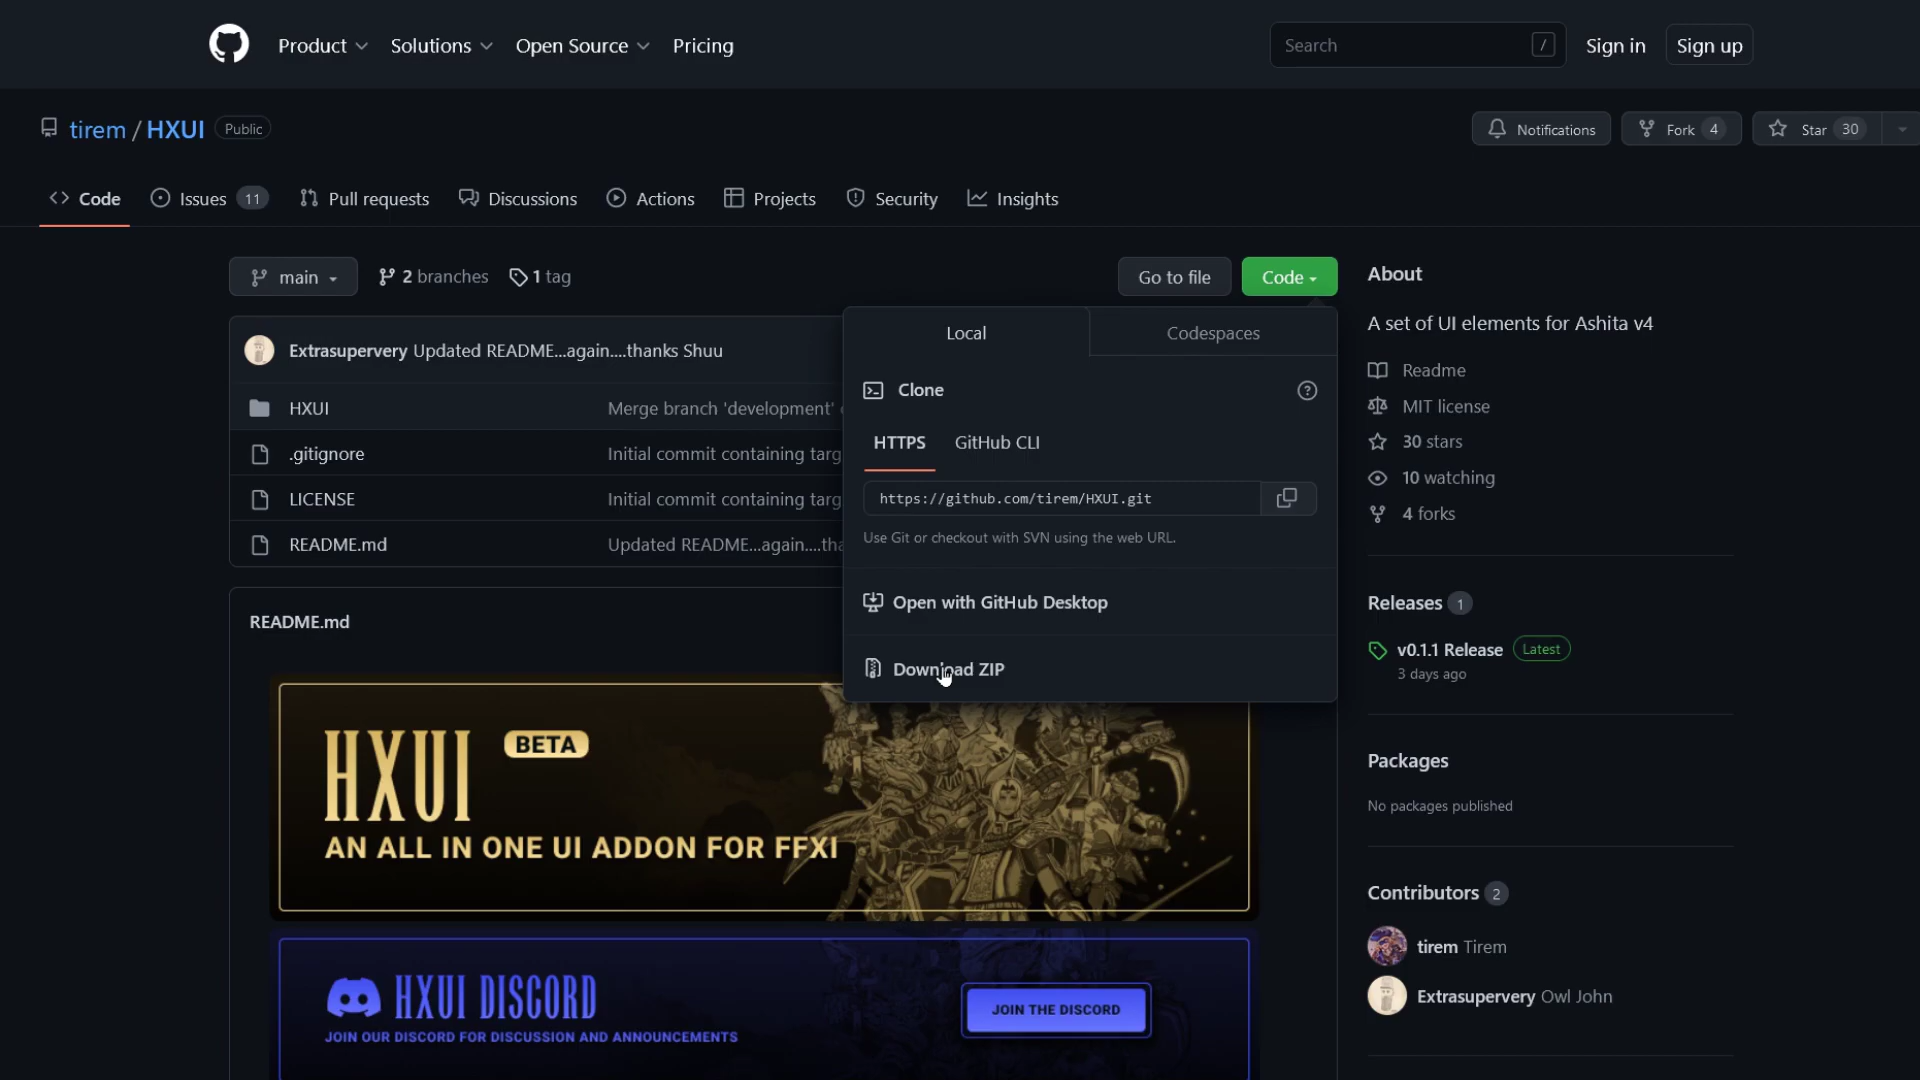 Product Solutions Open Source Pricing Search / Sign in Sign up
tirem / HXUI Public Notifications Fork 4 Star 30
Code Issues 11 Pull requests Discussions Actions Projects Security Insights
main 2 branches 1 tag Go to file Code
Extrasupervery Updated README...again....thanks Shuu
HXUI Merge branch 'development'
.gitignore Initial commit containing targ
LICENSE Initial commit containing targ
README.md Updated README...again....tha
Local Codespaces
Clone
HTTPS GitHub CLI
https://github.com/tirem/HXUI.git
Use Git or checkout with SVN using the web URL.
Open with GitHub Desktop
Download ZIP
README.md
HXUI BETA
AN ALL IN ONE UI ADDON FOR FFXI
HXUI DISCORD
JOIN OUR DISCORD FOR DISCUSSION AND ANNOUNCEMENTS
JOIN THE DISCORD
About
A set of UI elements for Ashita v4
Readme
MIT license
30 stars
10 watching
4 forks
Releases 1
v0.1.1 Release Latest
3 days ago
Packages
No packages published
Contributors 2
tirem Tirem
Extrasupervery Owl John